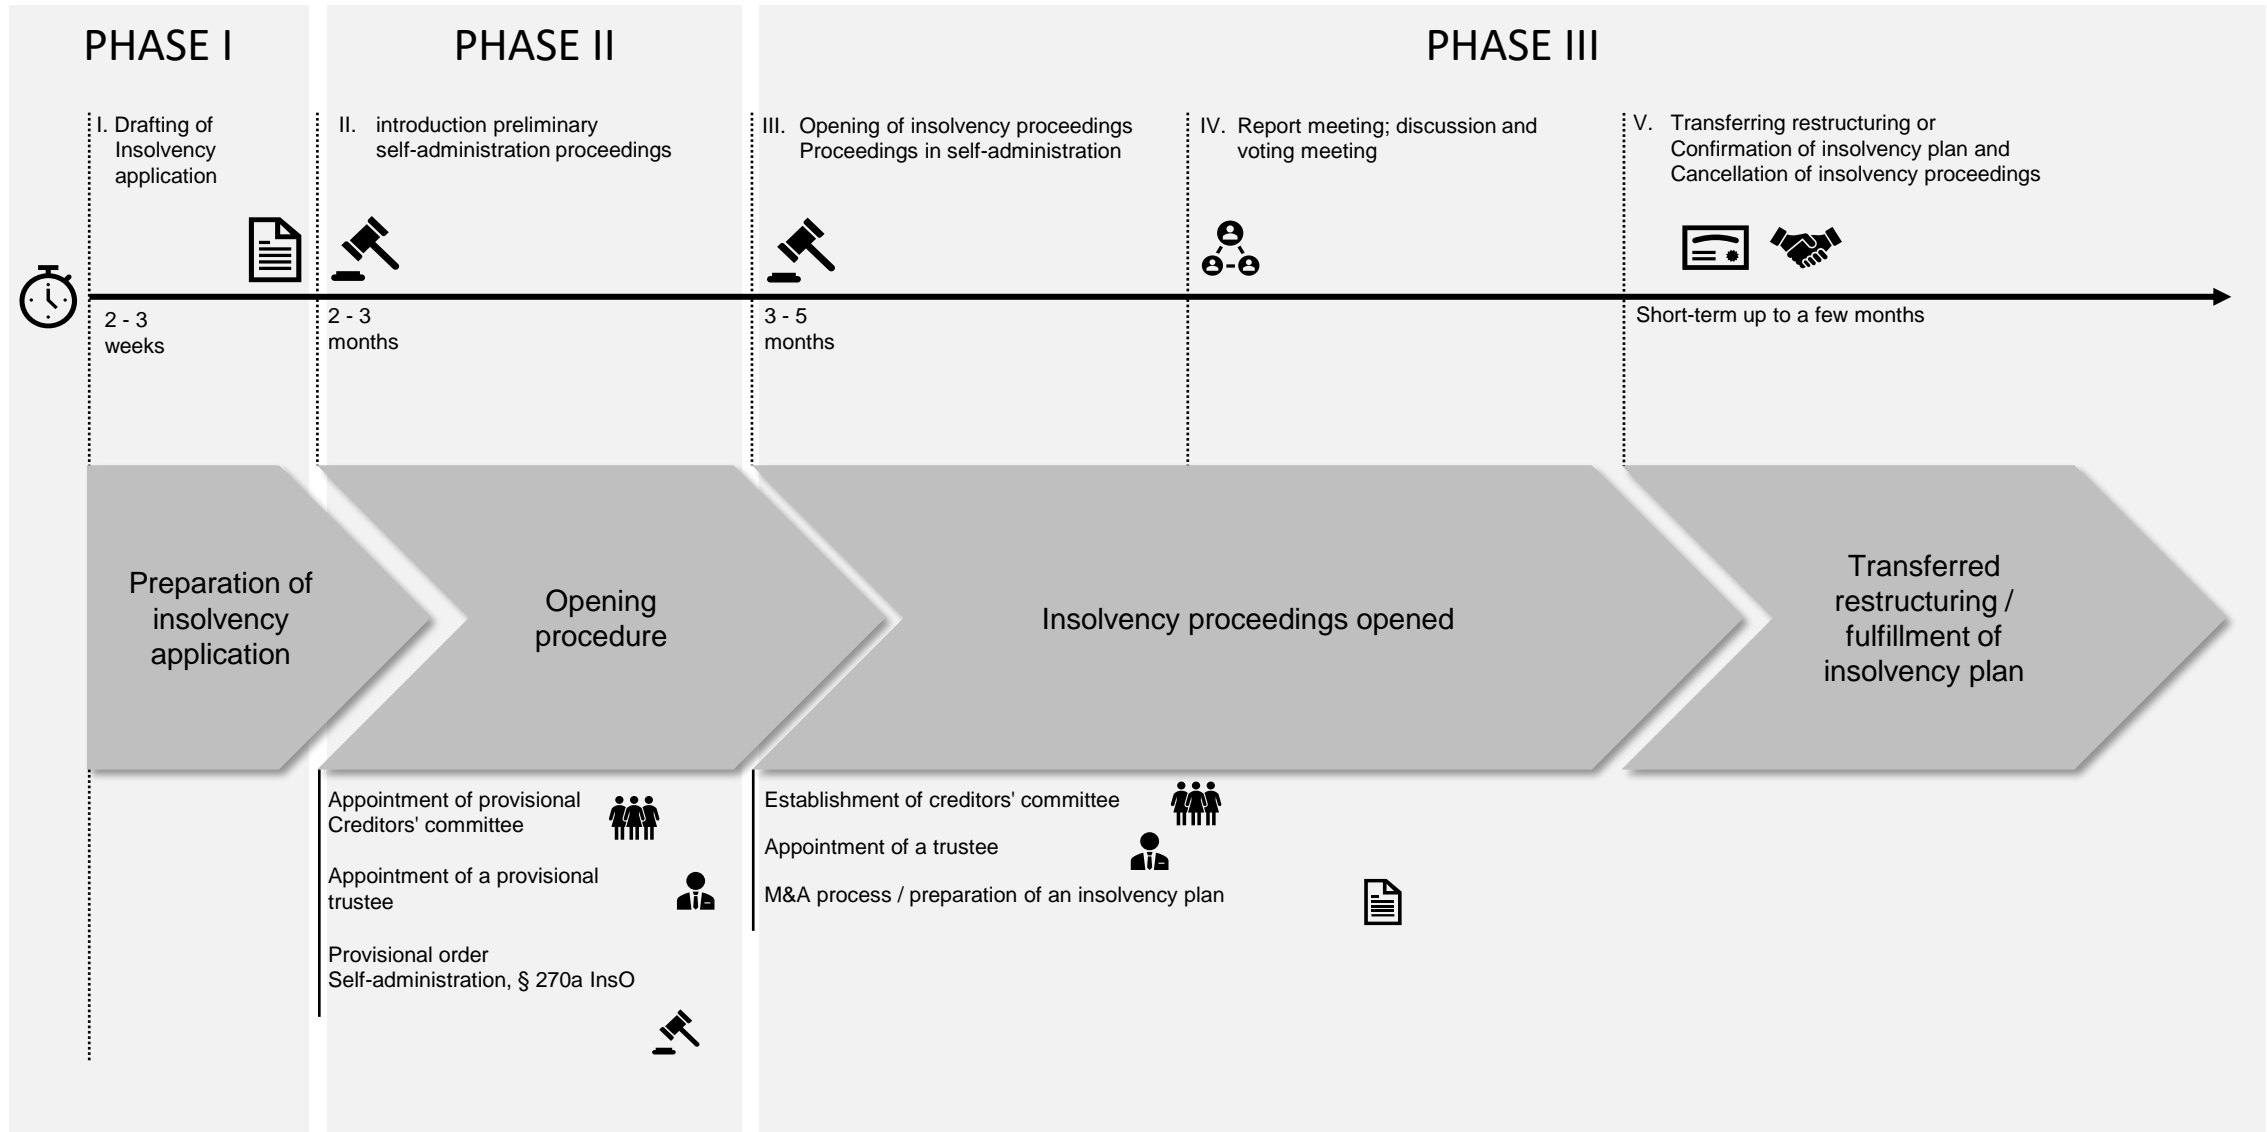 PHASE I
PHASE II
PHASE III
I. Drafting of
Insolvency
application
II. introduction preliminary
self-administration proceedings
III. Opening of insolvency proceedings
Proceedings in self-administration
IV. Report meeting; discussion and
voting meeting
V. Transferring restructuring or
Confirmation of insolvency plan and
Cancellation of insolvency proceedings
2 - 3
weeks
2 - 3
months
3 - 5
months
Short-term up to a few months
Preparation of
insolvency
application
Opening
procedure
Insolvency proceedings opened
Transferred
restructuring /
fulfillment of
insolvency plan
Appointment of provisional
Creditors' committee
Appointment of a provisional
trustee
Provisional order
Self-administration, § 270a InsO
Establishment of creditors' committee
Appointment of a trustee
M&A process / preparation of an insolvency plan